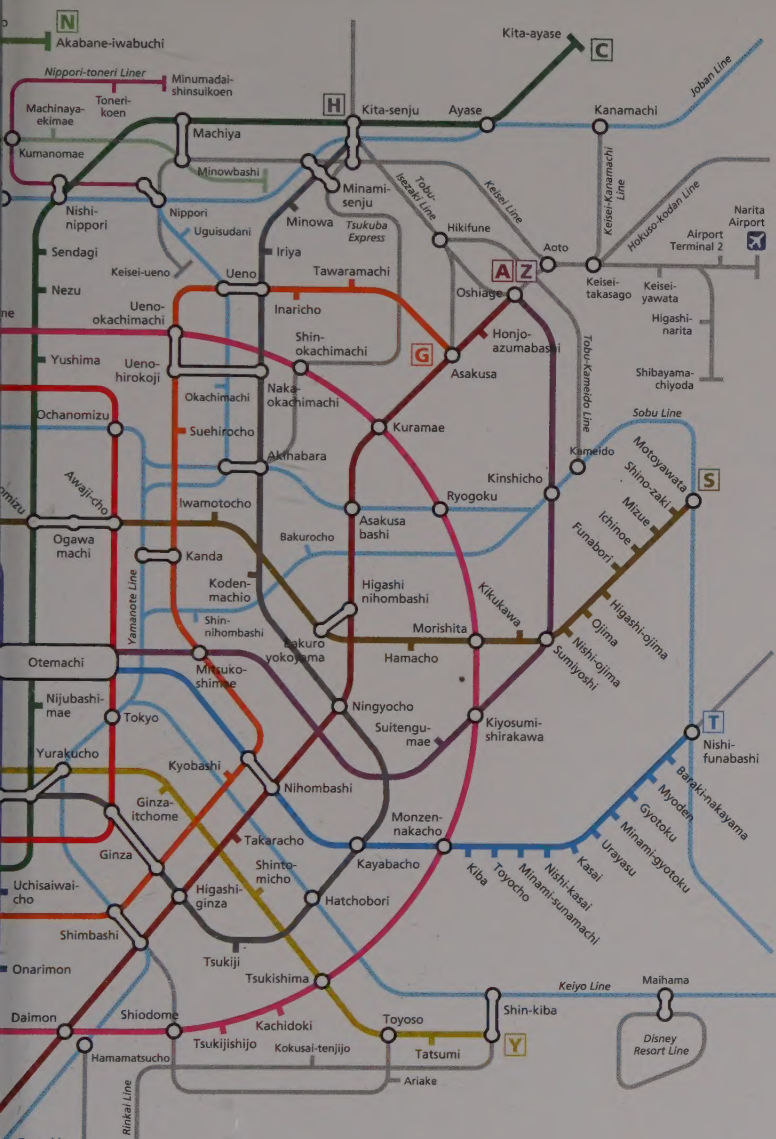 N
Akabane-iwabuchi
Kita-ayase
C
Nippori-toneri Liner
Minumadai-
shinsuikoen
Toneri-
koen
Joban Line
Machinaya-
ekimae
Kumanomae
Machiya
H
Kita-senju
Ayase
Kanamachi
Minowbashi
Nishi-
nippori
Nippori
Minami-
senju
Tobu-
Isezaki Line
Keisei Line
Keisei-Kanamachi
Line
Hokuso-kodan Line
Narita
Airport
Airport
Terminal 2
Minowa
Tsukuba
Express
Hikifune
Uguisudani
Sendagi
Iriya
Aoto
Keisei-
takasago
Keisei-
yawata
Keisei-ueno
Nezu
Ueno
Tawaramachi
A
Z
Oshiage
Inaricho
Higashi-
narita
Ueno-
okachimachi
ne
Shin-
okachimachi
G
Honjo-
azumabashi
Asakusa
Tobu-Kameido Line
Shibayama-
chiyoda
Yushima
Ueno-
hirokoji
Okachimachi
Naka-
okachimachi
Ochanomizu
Suehirocho
Kuramae
Sobu Line
Akihabara
Kameido
Motoyawata
S
Shino-zaki
Mizue
Ichinoe
Funabori
Kinshicho
omizu
Awaji-cho
Iwamotocho
Asakusa
bashi
Ryogoku
Ogawa
machi
Bakurocho
Kanda
Koden-
machio
Higashi
nihombashi
Kikukawa
Higashi-ojima
Ojima
Nishi-ojima
Sumiyoshi
Yamanote Line
Shin-
nihombashi
Bakuro
yokoyama
Morishita
Hamacho
Otemachi
Mitsuko-
shimae
Nijubashi-
mae
Tokyo
Ningyocho
Suitengu-
mae
Kiyosumi-
shirakawa
T
Nishi-
funabashi
Yurakucho
Kyobashi
Nihombashi
Baraki-nakayama
Myoden
Gyotoku
Minami-gyotoku
Urayasu
Kasai
Ginza-
itchome
Monzen-
nakacho
Takaracho
Kayabacho
Kiba
Toyocho
Minami-sunamachi
Nishi-kasai
Ginza
Shinto-
micho
Uchisaiwai-
cho
Higashi-
ginza
Hatchobori
Shimbashi
Tsukiji
Onarimon
Tsukishima
Keiyo Line
Maihama
Shin-kiba
Daimon
Shiodome
Kachidoki
Tsukijishijo
Toyoso
Tatsumi
Y
Disney
Resort Line
Hamamatsucho
Kokusai-tenjijo
Ariake
Rinkai Line